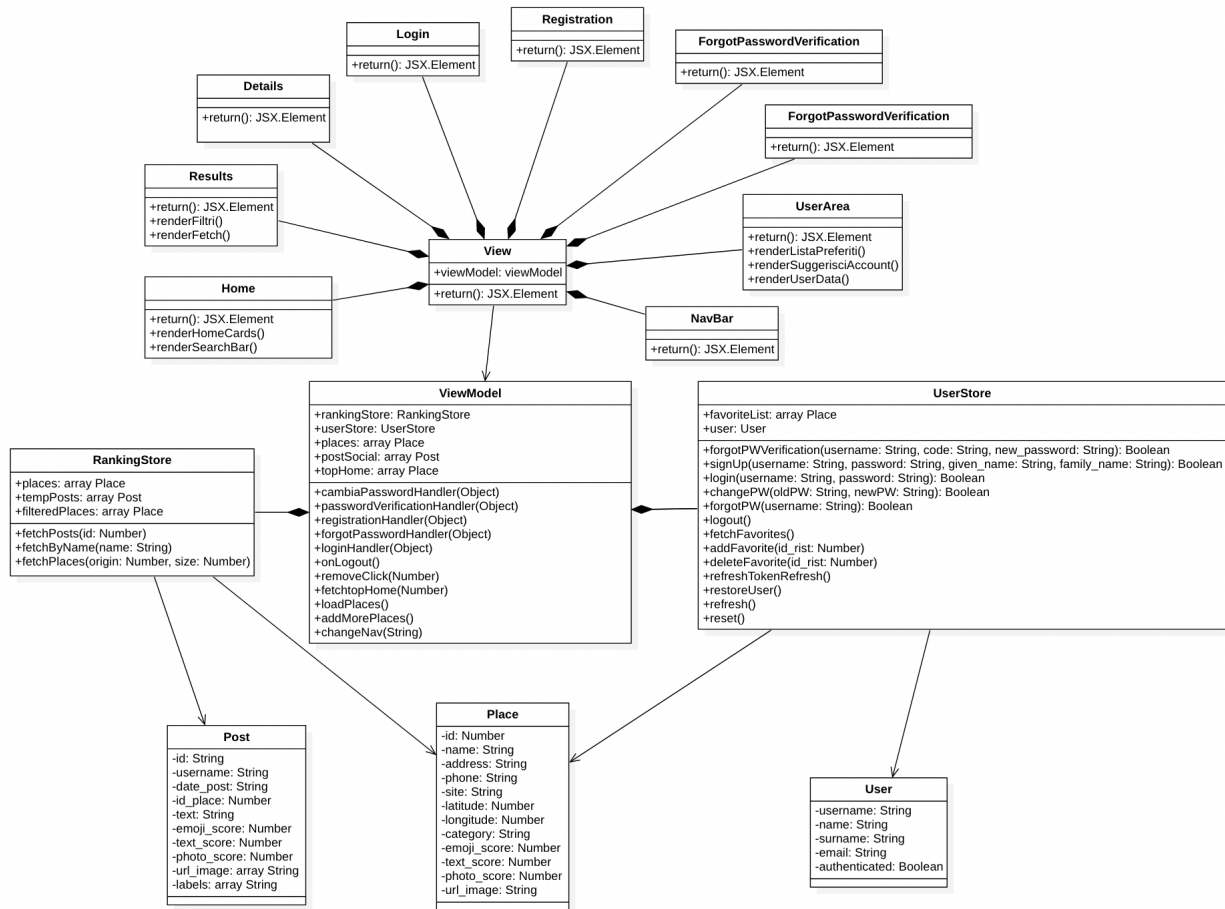 Registration
+return(): JSX.Element
Login
+return(): JSX.Element
ForgotPasswordVerification
+return(): JSX.Element
Details
+return(): JSX.Element
ForgotPasswordVerification
+return(): JSX.Element
Results
+return(): JSX.Element
+renderFiltri()
+renderFetch()
UserArea
+return(): JSX.Element
+renderListaPreferiti()
+renderSuggerisciAccount()
+renderUserData()
View
+viewModel: viewModel
+return(): JSX.Element
Home
+return(): JSX.Element
+renderHomeCards()
+renderSearchBar()
NavBar
+return(): JSX.Element
ViewModel
+rankingStore: RankingStore
+userStore: UserStore
+places: array Place
+postSocial: array Post
+topHome: array Place
+cambiaPasswordHandler(Object)
+passwordVerificationHandler(Object)
+registrationHandler(Object)
+forgotPasswordHandler(Object)
+loginHandler(Object)
+onLogout()
+removeClick(Number)
+fetchtopHome(Number)
+loadPlaces()
+addMorePlaces()
+changeNav(String)
UserStore
+favoriteList: array Place
+user: User
+forgotPWVerification(username: String, code: String, new_password: String): Boolean
+signUp(username: String, password: String, given_name: String, family_name: String): Boolean
+login(username: String, password: String): Boolean
+changePW(oldPW: String, newPW: String): Boolean
+forgotPW(username: String): Boolean
+logout()
+fetchFavorites()
+addFavorite(id_rist: Number)
+deleteFavorite(id_rist: Number)
+refreshTokenRefresh()
+restoreUser()
+refresh()
+reset()
RankingStore
+places: array Place
+tempPosts: array Post
+filteredPlaces: array Place
+fetchPosts(id: Number)
+fetchByName(name: String)
+fetchPlaces(origin: Number, size: Number)
Post
-id: String
-username: String
-date_post: String
-id_place: Number
-text: String
-emoji_score: Number
-text_score: Number
-photo_score: Number
-url_image: array String
-labels: array String
Place
-id: Number
-name: String
-address: String
-phone: String
-site: String
-latitude: Number
-longitude: Number
-category: String
-emoji_score: Number
-text_score: Number
-photo_score: Number
-url_image: String
User
-username: String
-name: String
-surname: String
-email: String
-authenticated: Boolean